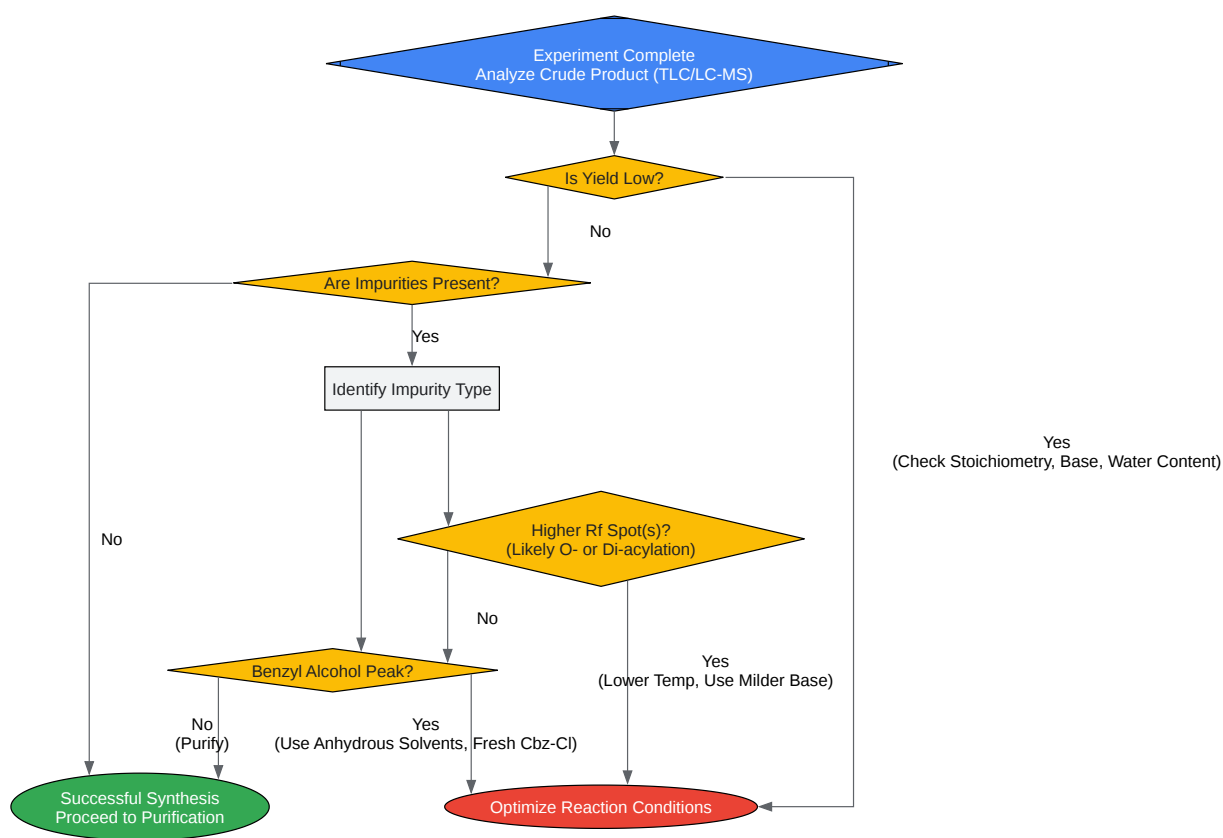 Experiment Complete
Analyze Crude Product (TLC/LC-MS)
Is Yield Low?
No
Are Impurities Present?
Yes
Identify Impurity Type
Yes
(Check Stoichiometry, Base, Water Content)
Higher Rf Spot(s)?
(Likely O- or Di-acylation)
No
No
Benzyl Alcohol Peak?
Yes
(Lower Temp, Use Milder Base)
No
(Purify)
Yes
(Use Anhydrous Solvents, Fresh Cbz-Cl)
Successful Synthesis
Proceed to Purification
Optimize Reaction Conditions